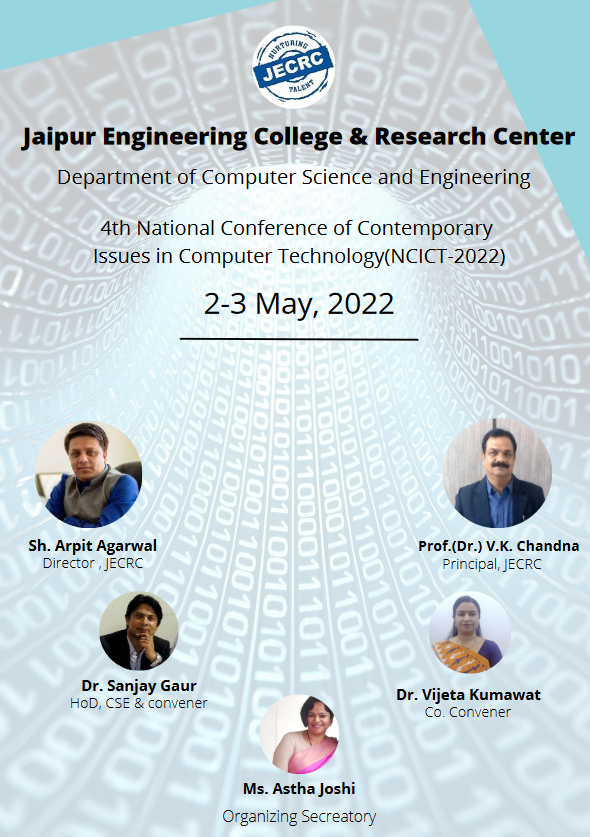 NURTURING
JECRC
TALENT
Jaipur Engineering College & Research Center
Department of Computer Science and Engineering
4th National Conference of Contemporary
Issues in Computer Technology(NCICT-2022)
2-3 May, 2022
Sh. Arpit Agarwal
Director , JECRC
Prof.(Dr.) V.K. Chandna
Principal, JECRC
Dr. Sanjay Gaur
HoD, CSE & convener
Dr. Vijeta Kumawat
Co. Convener
Ms. Astha Joshi
Organizing Secreatory